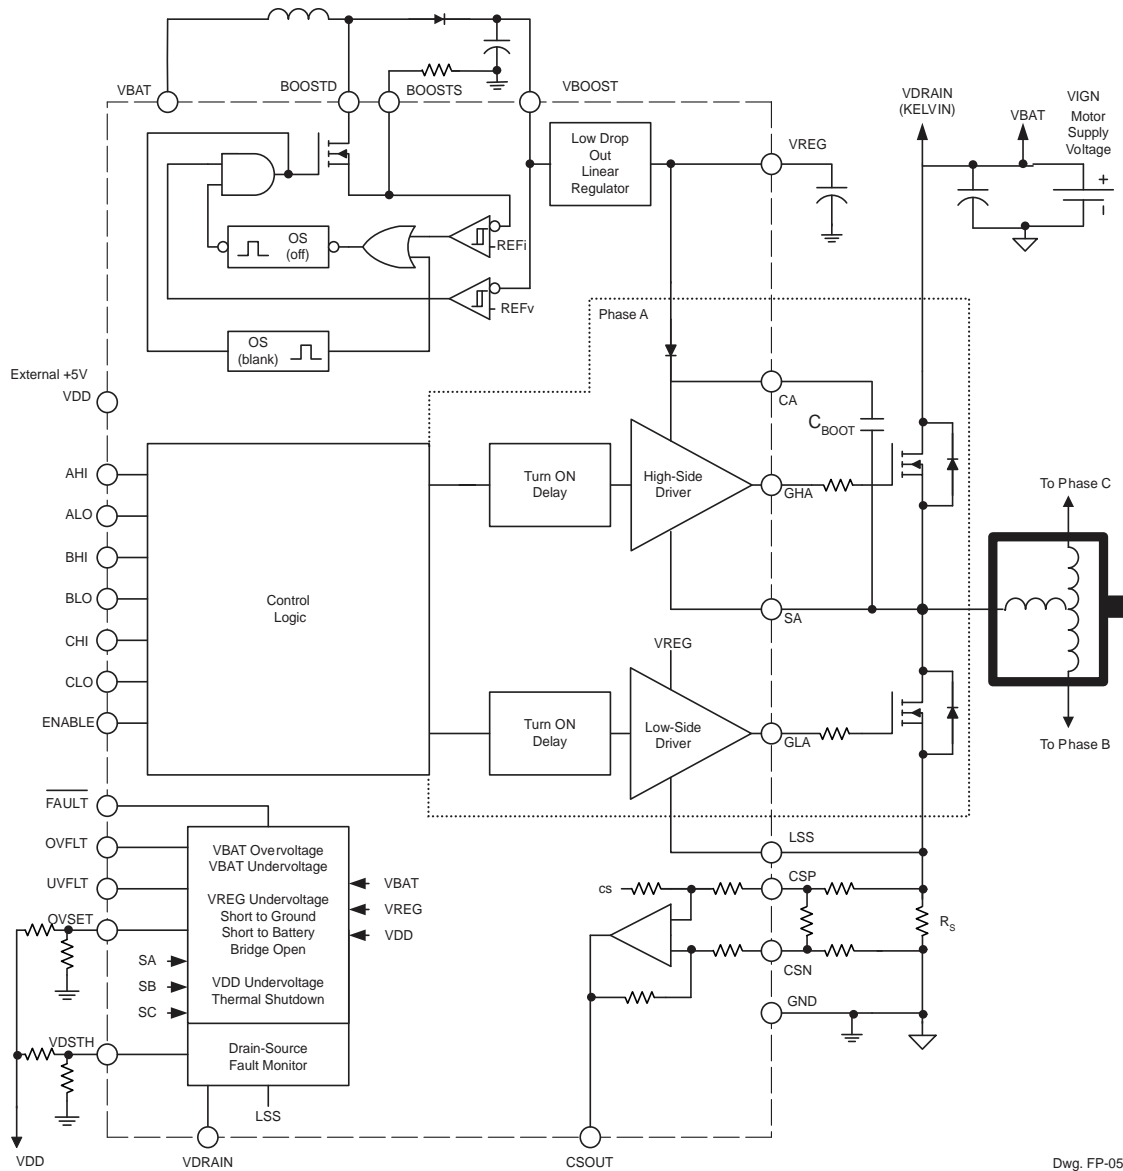 VBAT
BOOSTD
BOOSTS
VBOOST
VDRAIN
(KELVIN)
VBAT
VIGN
Motor
Supply
Voltage
+
–
Low Drop
Out
Linear
Regulator
VREG
OS
(off)
REFi
REFv
OS
(blank)
Phase A
External +5V
VDD
CA
CBOOT
AHI
ALO
BHI
BLO
CHI
CLO
ENABLE
Control
Logic
Turn ON
Delay
High-Side
Driver
GHA
To Phase C
SA
VREG
Turn ON
Delay
Low-Side
Driver
GLA
To Phase B
FAULT
OVFLT
UVFLT
OVSET
SA
SB
SC
VDSTH
VBAT Overvoltage
VBAT Undervoltage
VREG Undervoltage
Short to Ground
Short to Battery
Bridge Open
VDD Undervoltage
Thermal Shutdown
VBAT
VREG
VDD
Drain-Source
Fault Monitor
LSS
LSS
cs
CSP
RS
CSN
GND
VDD
VDRAIN
CSOUT
Dwg. FP-05